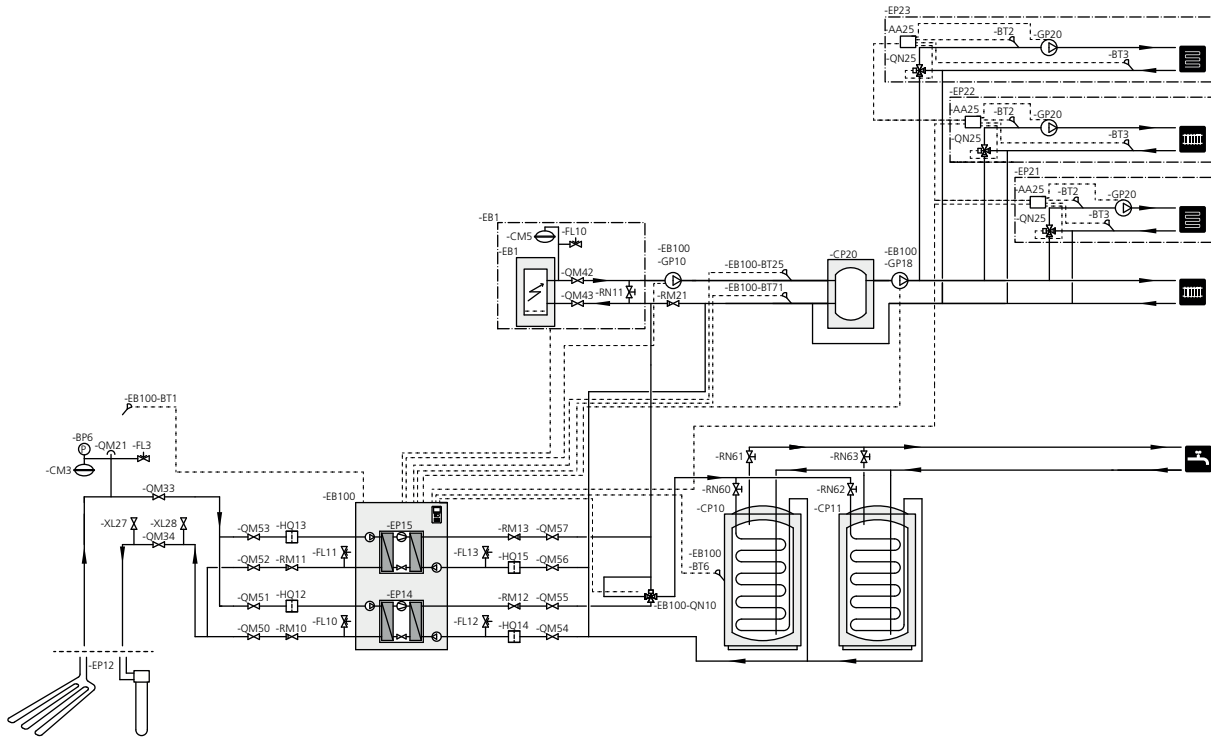 -EP23
-AA25
-BT2
-GP20
-QN25
-BT3
-EP22
-AA25
-BT2
-GP20
-QN25
-BT3
-EP21
-AA25
-BT2
-GP20
-QN25
-BT3
-EB1
-CM5
-FL10
-EB1
-QM42
-QM43
-RN11
-EB100
-GP10
-RM21
-EB100-BT25
-EB100-BT71
-CP20
-EB100
-GP18
-EB100-BT1
-BP6
P
-QM21
-FL3
-CM3
-QM33
-XL27
-XL28
-QM34
-EP12
-EB100
-QM53
-HQ13
-EP15
-RM13
-QM57
-QM52
-RM11
-FL11
-FL13
-HQ15
-QM56
-QM51
-HQ12
-EP14
-RM12
-QM55
-QM50
-RM10
-FL10
-FL12
-HQ14
-QM54
-EB100-QN10
-RN61
-RN63
-RN60
-RN62
-CP10
-CP11
-EB100
-BT6